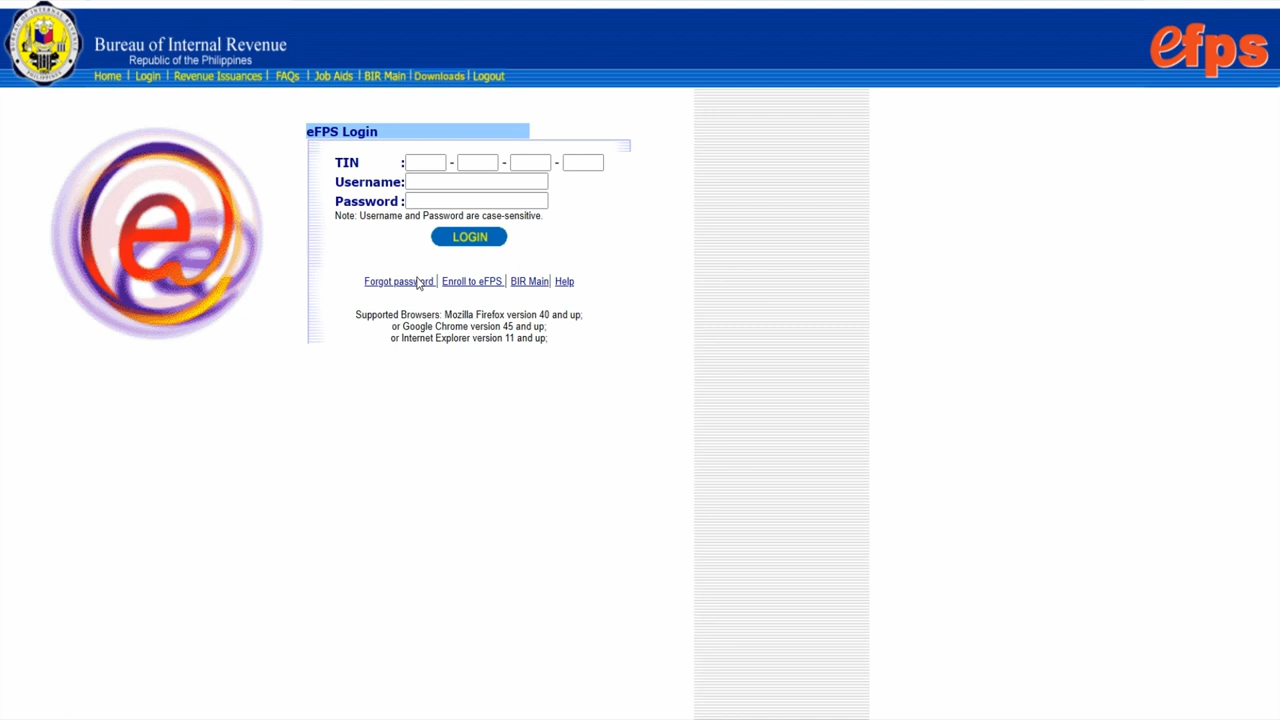 Bureau of Internal Revenue
Republic of the Philippines
Home | Login | Revenue Issuances | FAQs | Job Aids | BIR Main | Downloads | Logout
efps
eFPS Login
TIN : - - -
Username:
Password :
Note: Username and Password are case-sensitive.
LOGIN
Forgot password | Enroll to eFPS | BIR Main | Help
Supported Browsers: Mozilla Firefox version 40 and up;
or Google Chrome version 45 and up;
or Internet Explorer version 11 and up;